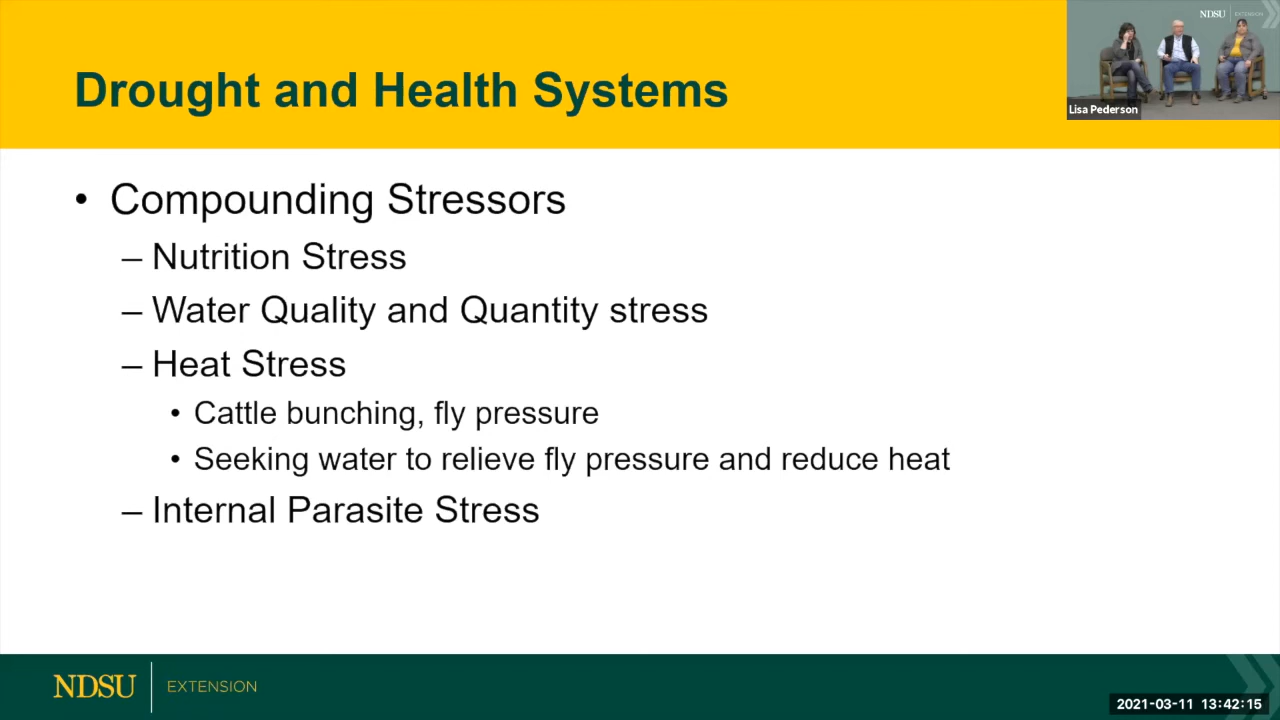 Drought and Health Systems
NDSU EXTENSION
Lisa Pederson
• Compounding Stressors
– Nutrition Stress
– Water Quality and Quantity stress
– Heat Stress
• Cattle bunching, fly pressure
• Seeking water to relieve fly pressure and reduce heat
– Internal Parasite Stress
NDSU EXTENSION
2021-03-11 13:42:15